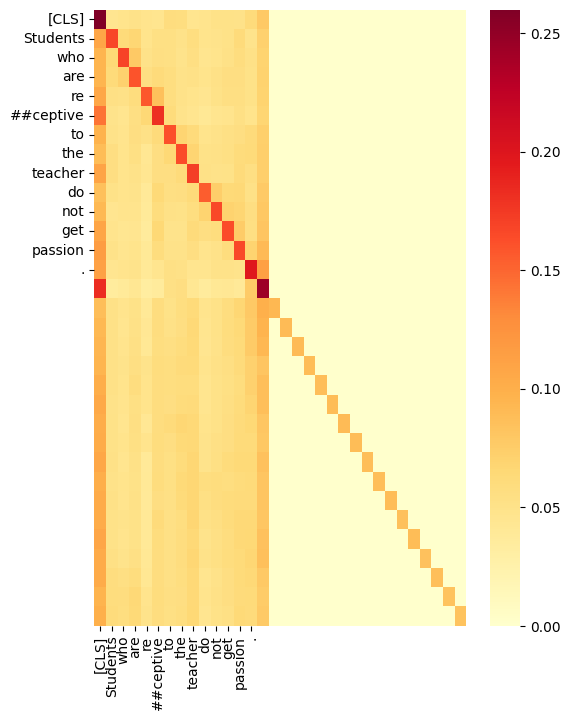 [CLS]
Students
who
are
re
##ceptive
to
the
teacher
do
not
get
passion
.
0.25
0.20
0.15
0.10
0.05
0.00
[CLS]
Students
who
are
re
##ceptive
to
the
teacher
do
not
get
passion
.